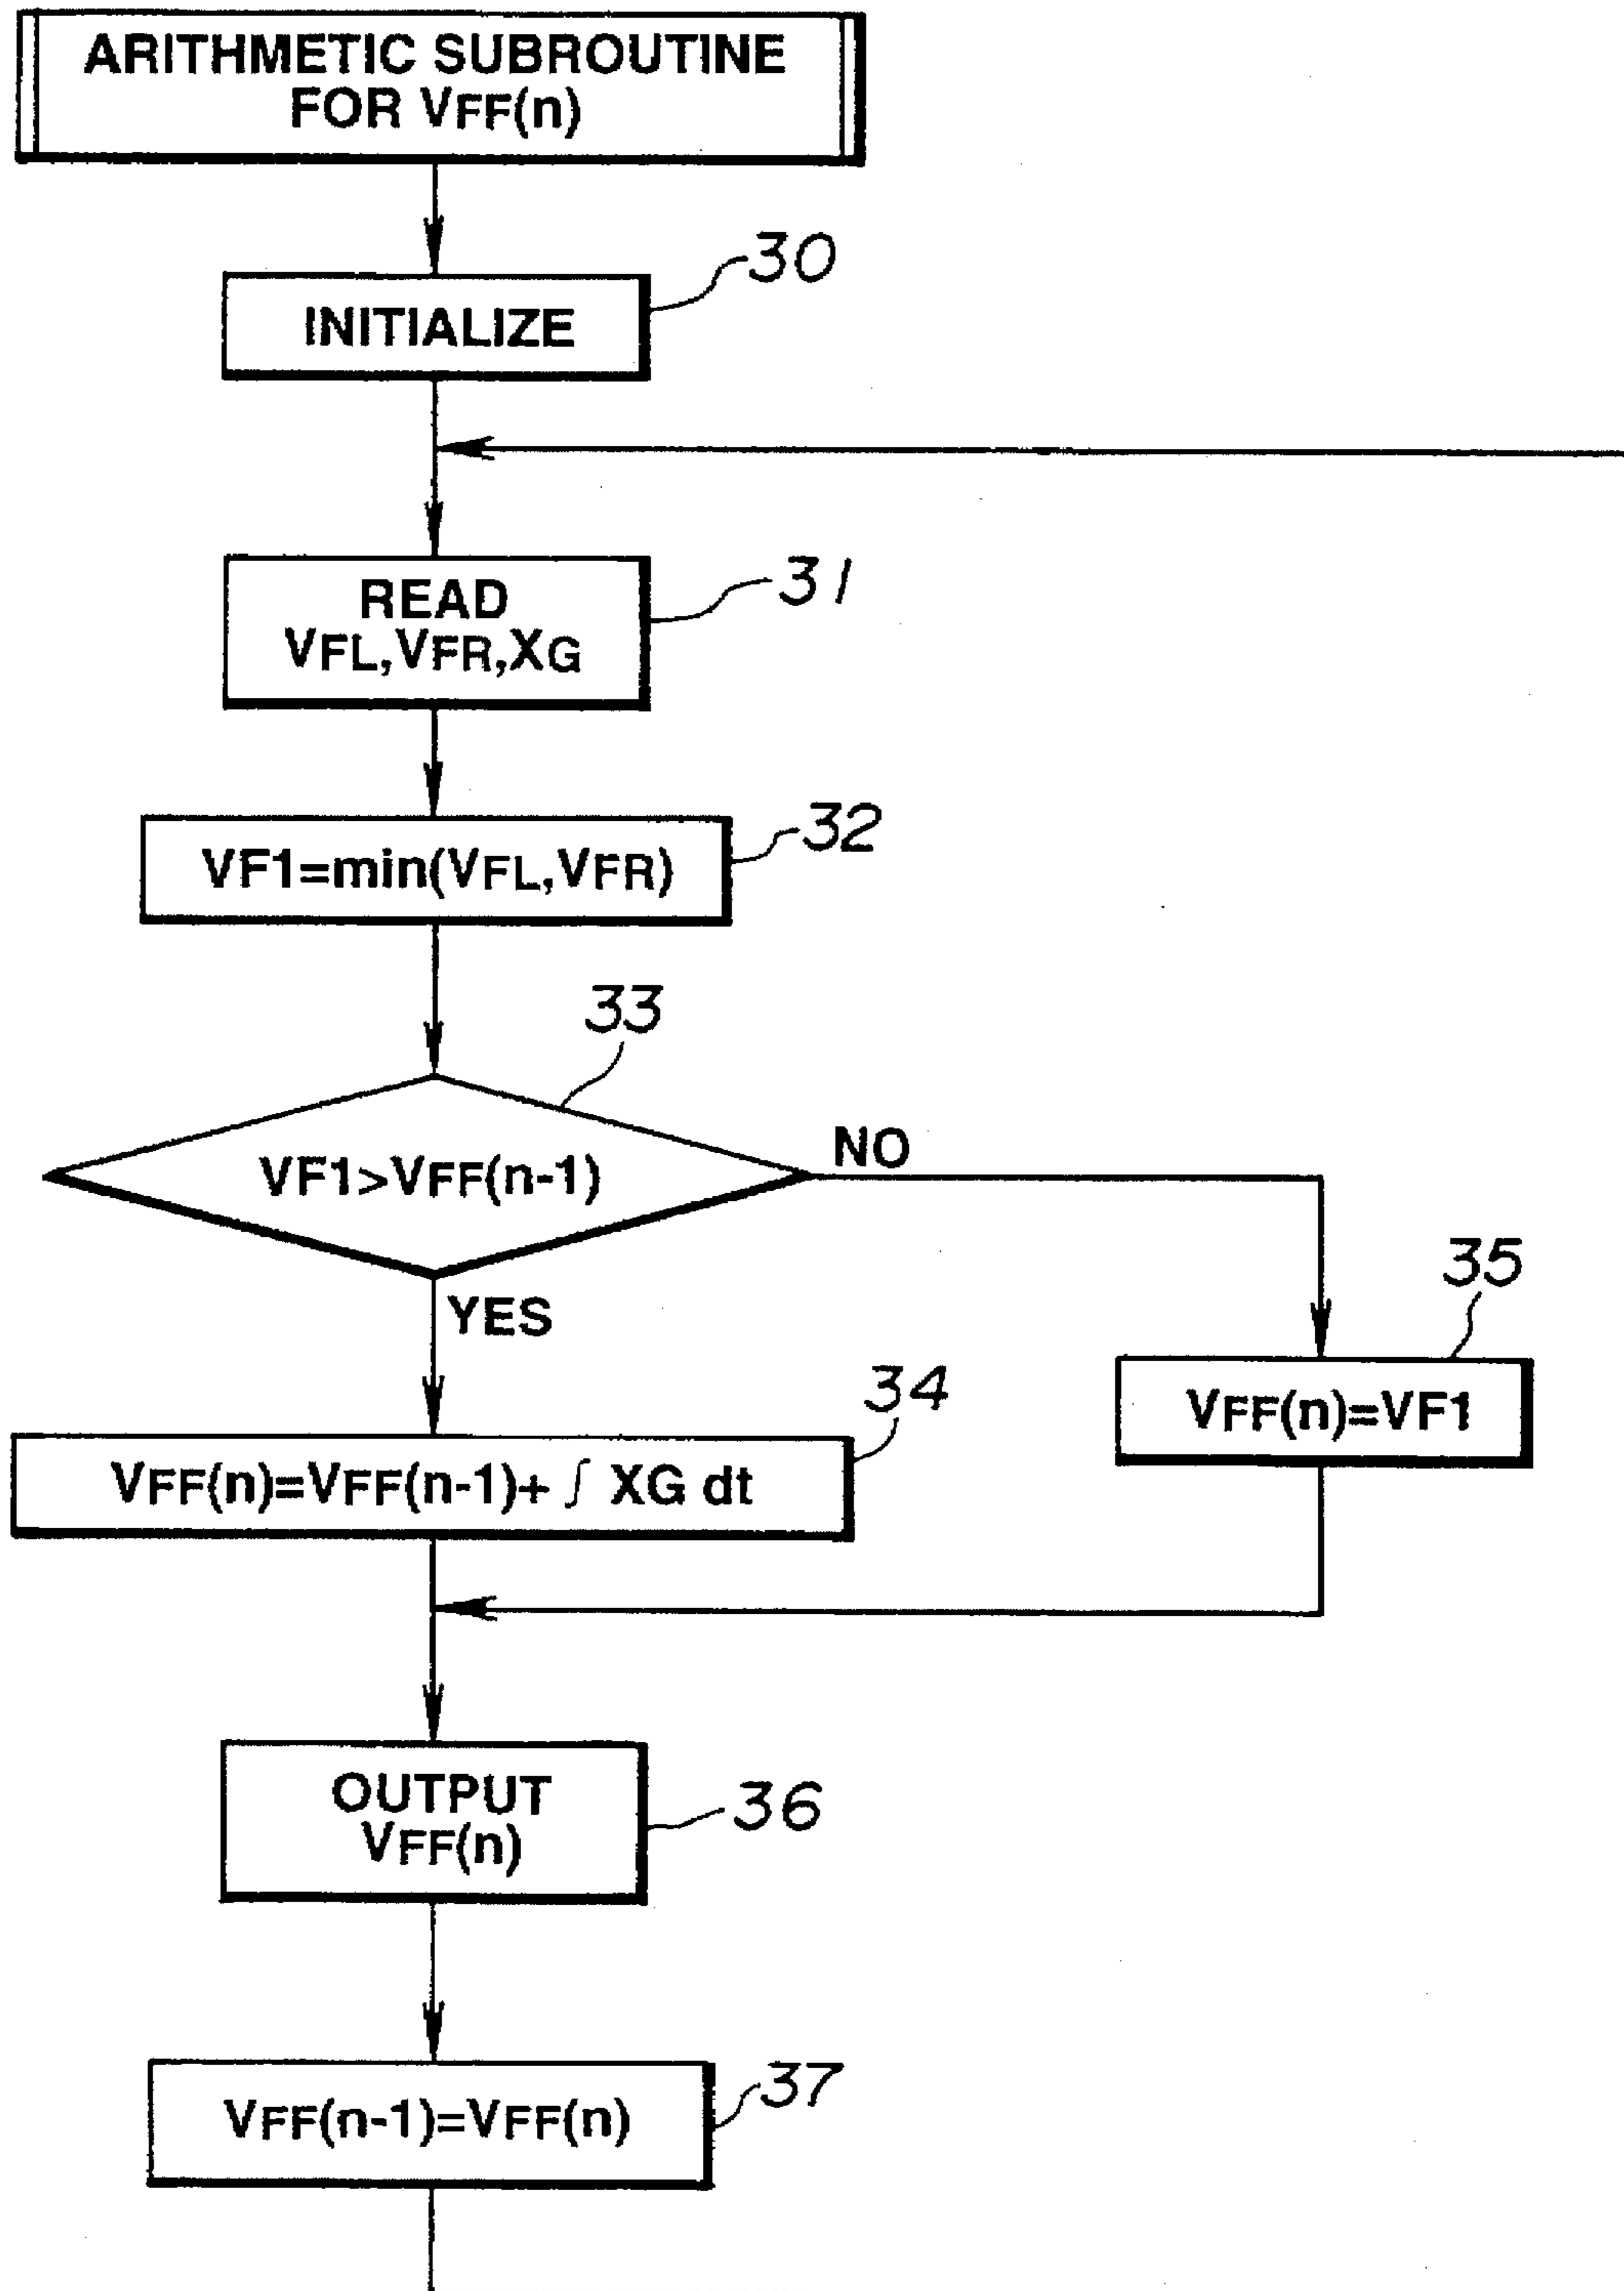 ARITHMETIC SUBROUTINE
FOR VFF(n)
30
INITIALIZE
31
READ
VFL,VFR,XG
32
VF1=min(VFL,VFR)
33
VF1>VFF(n-1)
NO
YES
35
VFF(n)=VF1
34
VFF(n)=VFF(n-1)+ ∫ XG dt
36
OUTPUT
VFF(n)
37
VFF(n-1)=VFF(n)